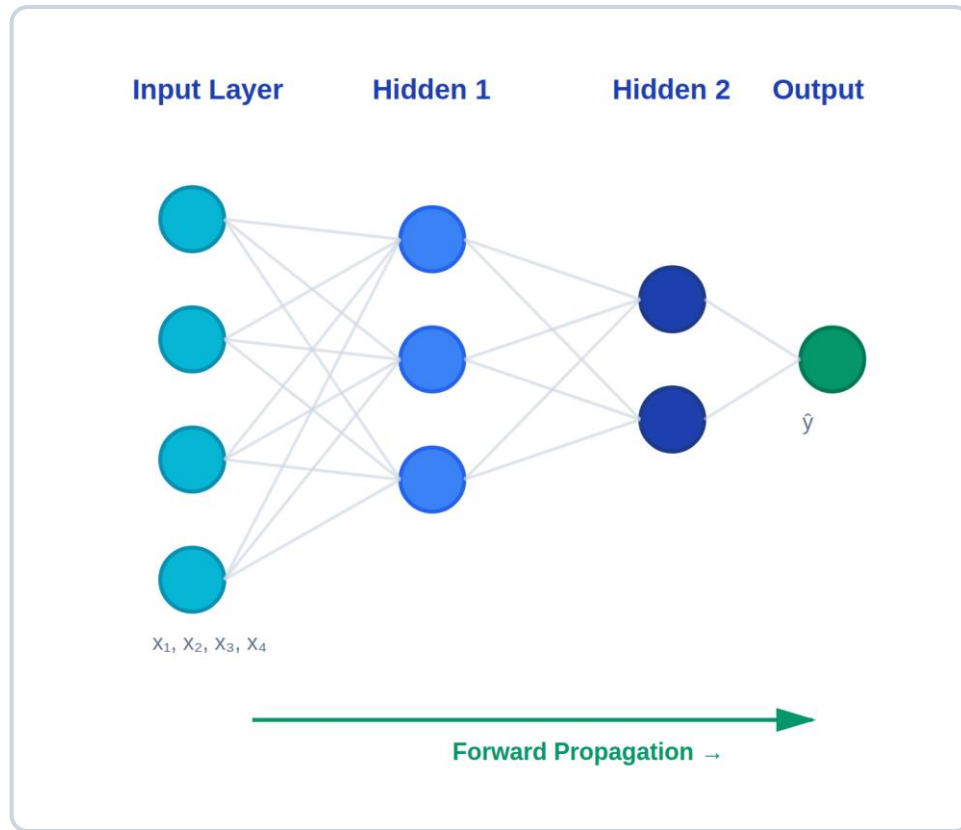 Input Layer Hidden 1 Hidden 2 Output
ŷ
x₁, x₂, x₃, x₄
Forward Propagation →